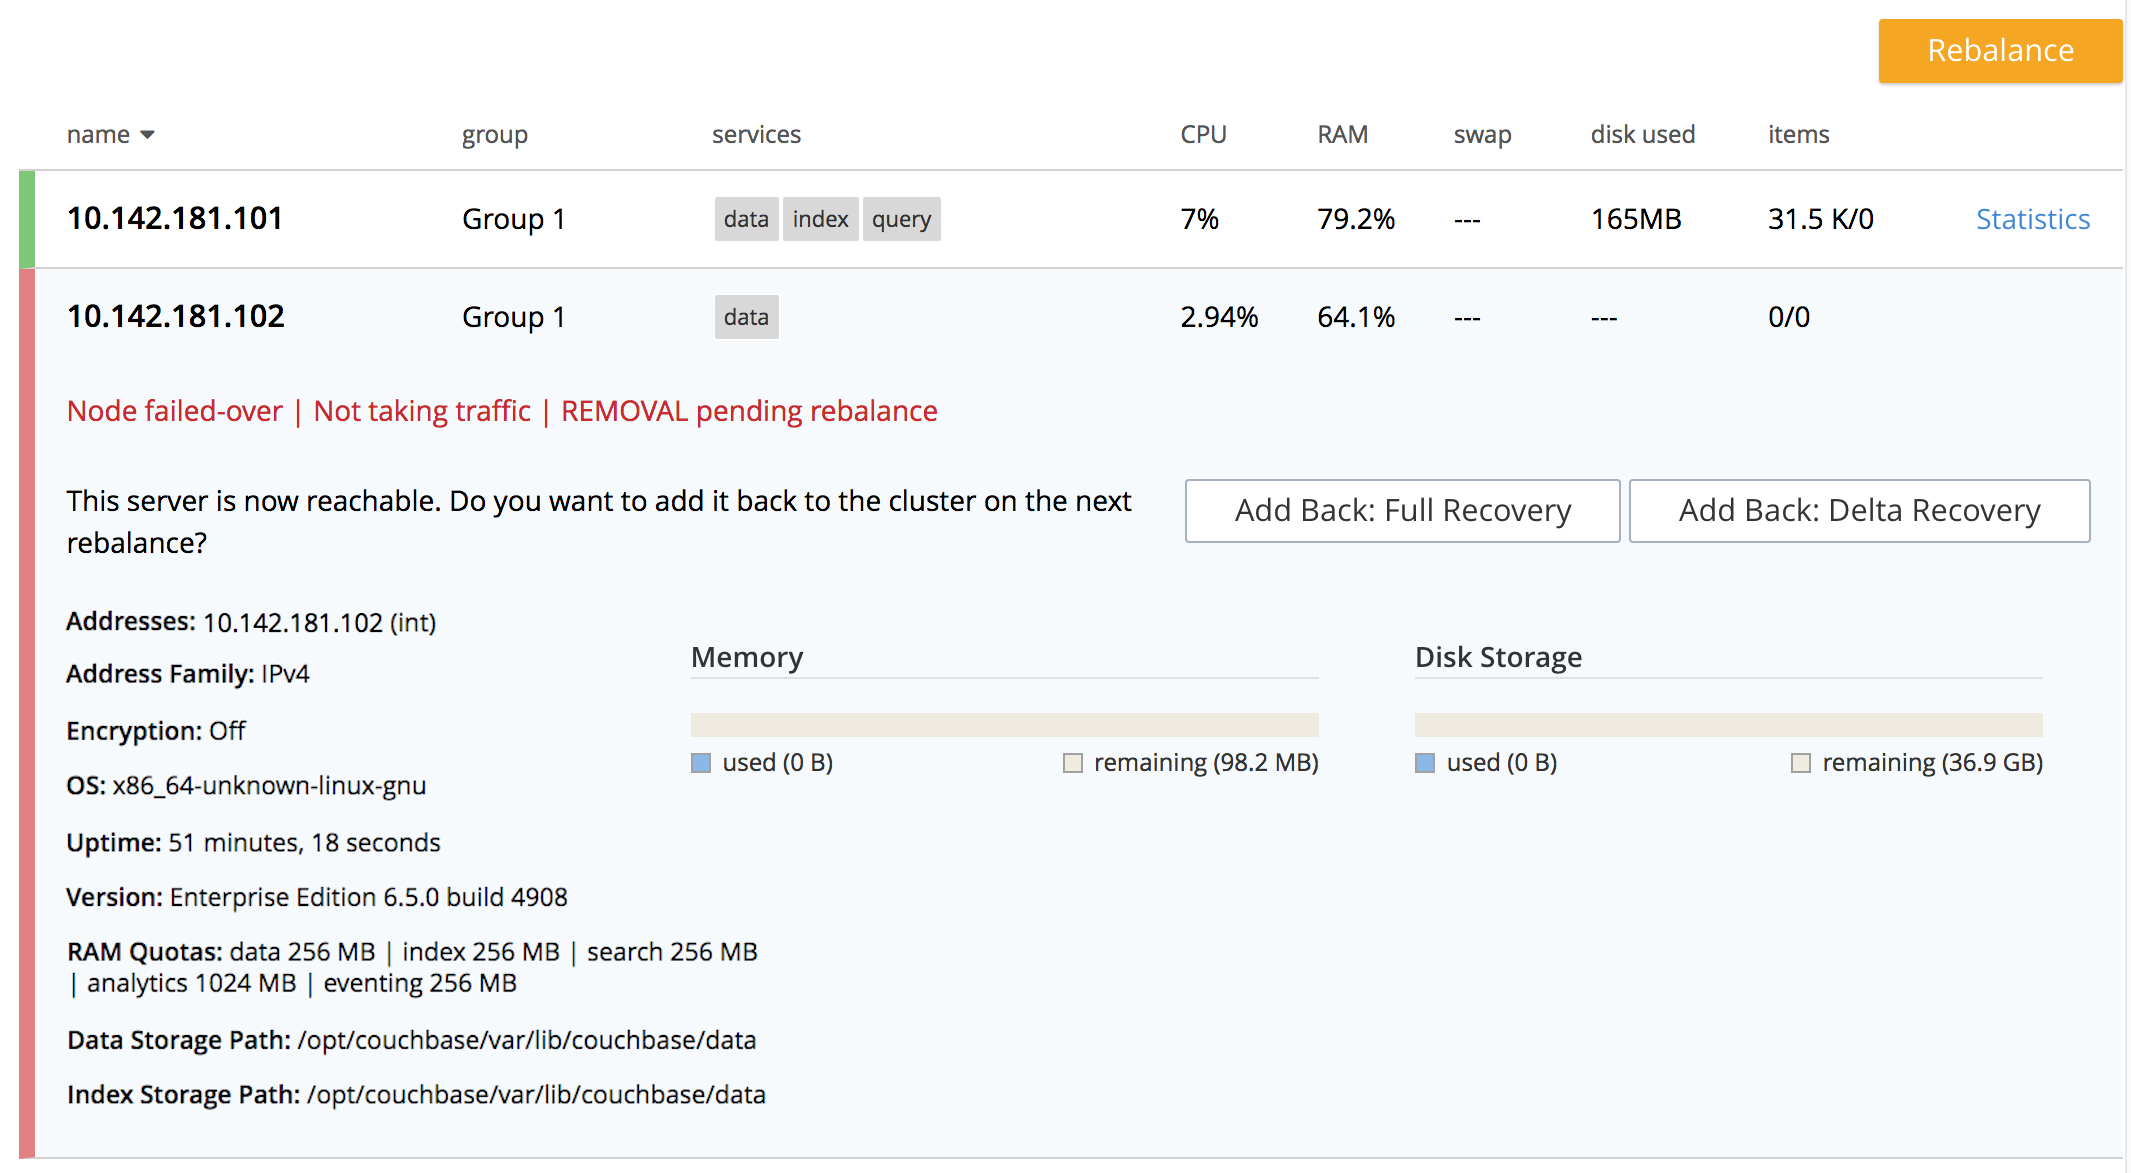 Rebalance
name group services CPU RAM swap disk used items
10.142.181.101 Group 1 data index query 7% 79.2% --- 165MB 31.5 K/0 Statistics
10.142.181.102 Group 1 data 2.94% 64.1% --- --- 0/0
Node failed-over | Not taking traffic | REMOVAL pending rebalance
This server is now reachable. Do you want to add it back to the cluster on the next
rebalance?
Add Back: Full Recovery Add Back: Delta Recovery
Addresses: 10.142.181.102 (int)
Address Family: IPv4
Encryption: Off
OS: x86_64-unknown-linux-gnu
Uptime: 51 minutes, 18 seconds
Version: Enterprise Edition 6.5.0 build 4908
RAM Quotas: data 256 MB | index 256 MB | search 256 MB
| analytics 1024 MB | eventing 256 MB
Data Storage Path: /opt/couchbase/var/lib/couchbase/data
Index Storage Path: /opt/couchbase/var/lib/couchbase/data
Memory
used (0 B) remaining (98.2 MB)
Disk Storage
used (0 B) remaining (36.9 GB)